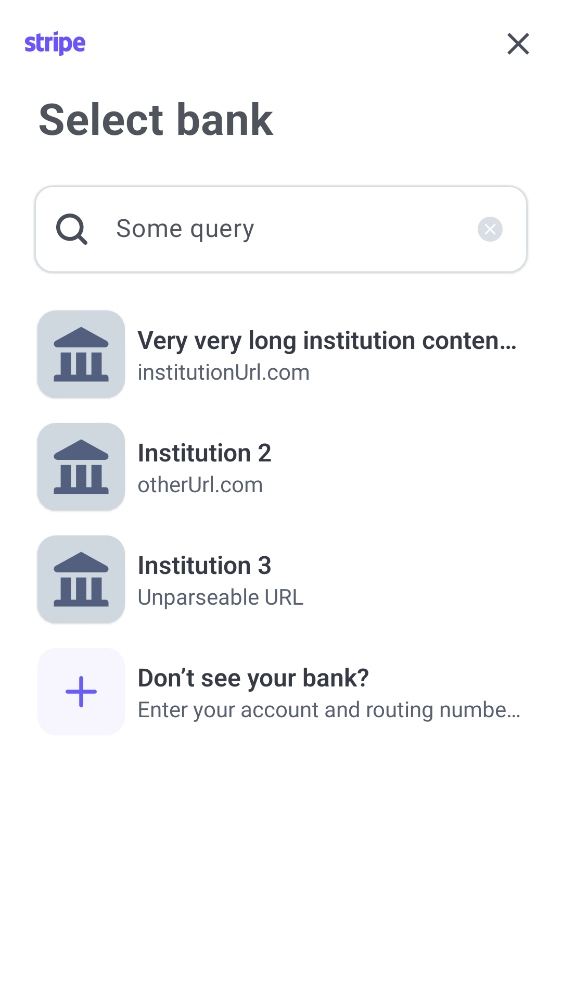 stripe
Select bank
Some query
Very very long institution conten...
institutionUrl.com
Institution 2
otherUrl.com
Institution 3
Unparseable URL
Don’t see your bank?
Enter your account and routing numbe...